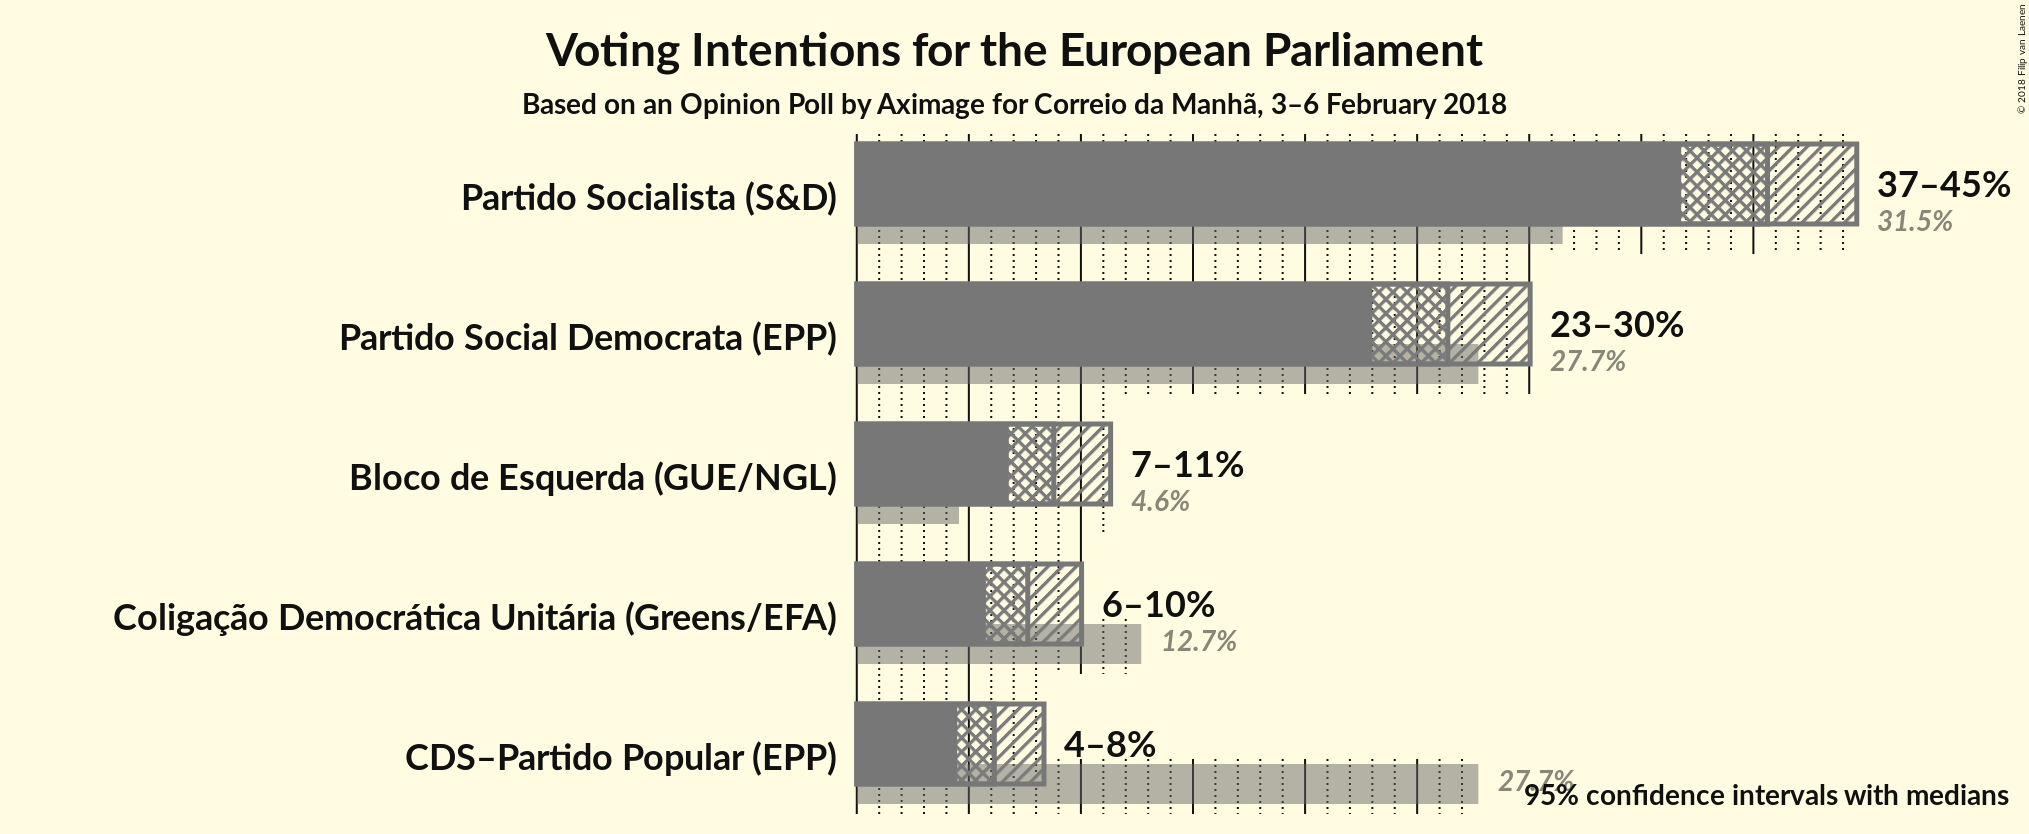 Voting Intentions for the European Parliament
Based on an Opinion Poll by Aximage for Correio da Manhã, 3–6 February 2018
© 2018 Filip van Laenen
Partido Socialista (S&D)
37–45%
31.5%
Partido Social Democrata (EPP)
23–30%
27.7%
Bloco de Esquerda (GUE/NGL)
7–11%
4.6%
Coligação Democrática Unitária (Greens/EFA)
6–10%
12.7%
CDS–Partido Popular (EPP)
4–8%
27.7%
95% confidence intervals with medians